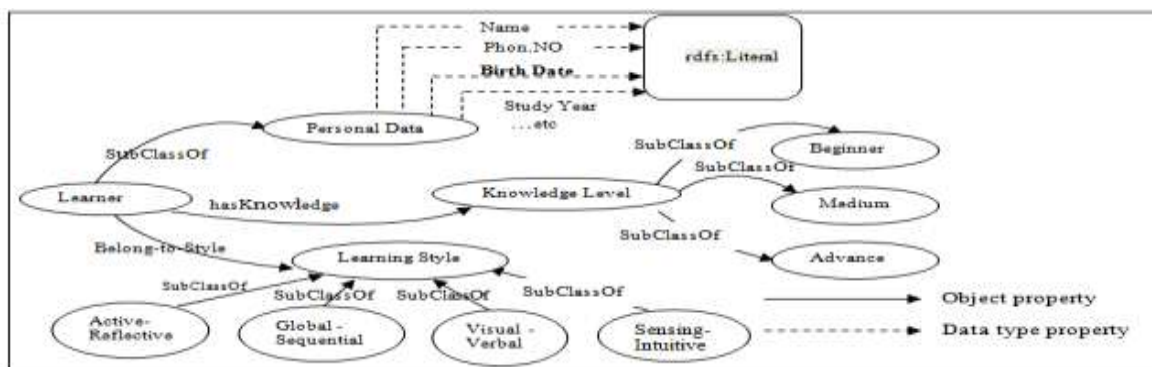 Name
Phon.NO
rdfs:Literal
Birth Date
Study Year
...etc
Personal Data
SubClassOf
SubClassOf
Beginner
SubClassOf
Learner
Knowledge Level
hasKnowledge
Medium
SubClassOf
Belong-to-Style
Learning Style
Advance
SubClassOf
SubClassOf
SubClassOf
SubClassOf
Active-
Reflective
Global -
Sequential
Visual -
Verbal
Sensing-
Intuitive
Object property
Data type property